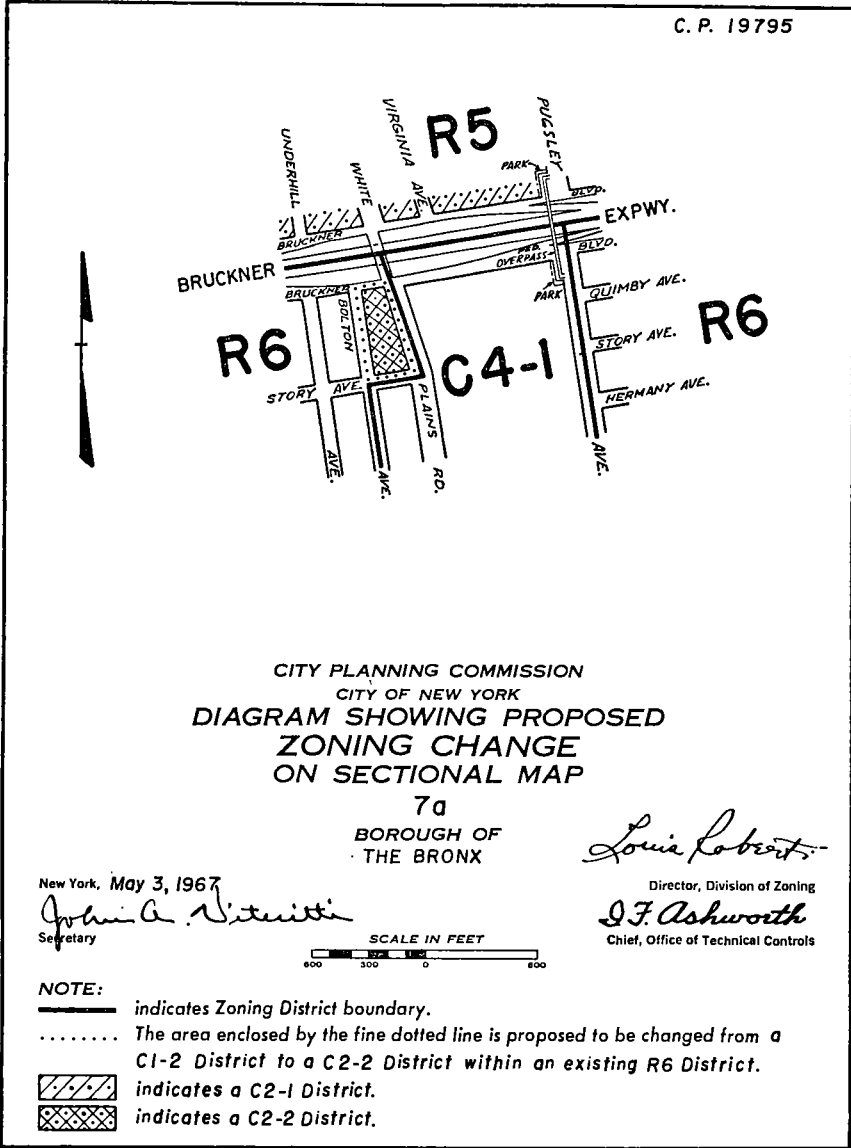 C. P. 19795
R5
UNDERHILL
WHITE
VIRGINIA AVE.
PUGSLEY
PARK
BLVD.
BRUCKNER
EXPWY.
BRUCKNER
PED.
OVERPASS
BLVD.
PARK
BRUCKNER
BOLTON
QUIMBY AVE.
R6
STORY AVE.
R6
C4-1
STORY AVE.
PLAINS
HERMANY AVE.
AVE.
AVE.
RD.
AVE.
CITY PLANNING COMMISSION
CITY OF NEW YORK
DIAGRAM SHOWING PROPOSED
ZONING CHANGE
ON SECTIONAL MAP
7a
BOROUGH OF
THE BRONX
Louis Roberts
New York, May 3, 1967
Director, Division of Zoning
John A. Viteritti
I.F. Ashworth
Secretary
Chief, Office of Technical Controls
SCALE IN FEET
600 300 0 600
NOTE:
indicates Zoning District boundary.
........ The area enclosed by the fine dotted line is proposed to be changed from a
C1-2 District to a C2-2 District within an existing R6 District.
indicates a C2-1 District.
indicates a C2-2 District.